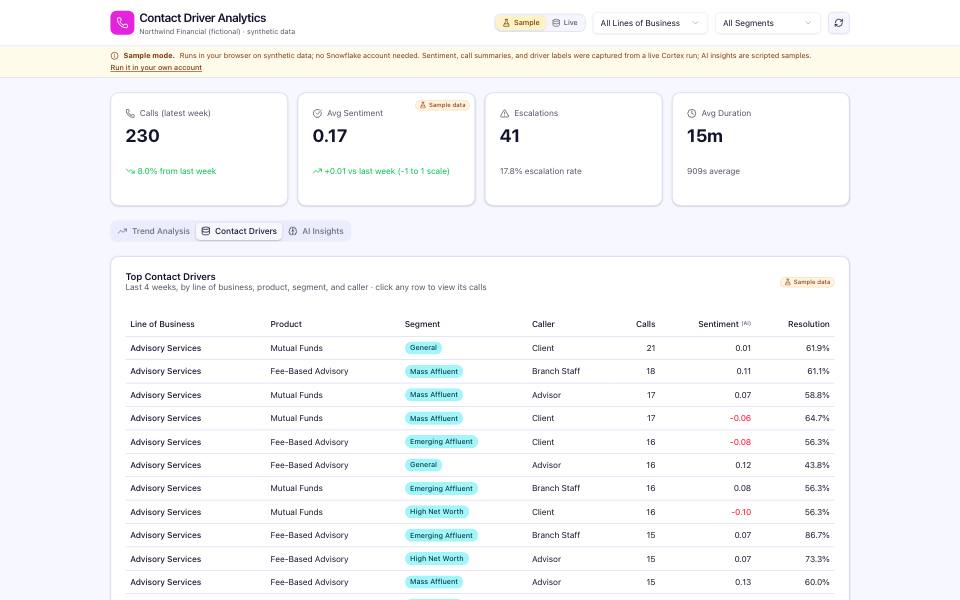 Contact Driver Analytics
Northwind Financial (fictional) · synthetic data
Sample
Live
All Lines of Business
All Segments
Sample mode. Runs in your browser on synthetic data; no Snowflake account needed. Sentiment, call summaries, and driver labels were captured from a live Cortex run; AI insights are scripted samples.
Run it in your own account
Calls (latest week)
230
8.0% from last week
Sample data
Avg Sentiment
0.17
+0.01 vs last week (-1 to 1 scale)
Escalations
41
17.8% escalation rate
Avg Duration
15m
909s average
Trend Analysis
Contact Drivers
AI Insights
Top Contact Drivers
Last 4 weeks, by line of business, product, segment, and caller · click any row to view its calls
Sample data
Line of Business Product Segment Caller Calls Sentiment (AI) Resolution
Advisory Services Mutual Funds General Client 21 0.01 61.9%
Advisory Services Fee-Based Advisory Mass Affluent Branch Staff 18 0.11 61.1%
Advisory Services Mutual Funds Mass Affluent Advisor 17 0.07 58.8%
Advisory Services Mutual Funds Mass Affluent Client 17 -0.06 64.7%
Advisory Services Fee-Based Advisory Emerging Affluent Client 16 -0.08 56.3%
Advisory Services Fee-Based Advisory General Advisor 16 0.12 43.8%
Advisory Services Mutual Funds Emerging Affluent Branch Staff 16 0.08 56.3%
Advisory Services Mutual Funds High Net Worth Client 16 -0.10 56.3%
Advisory Services Fee-Based Advisory Emerging Affluent Branch Staff 15 0.07 86.7%
Advisory Services Fee-Based Advisory High Net Worth Advisor 15 0.07 73.3%
Advisory Services Fee-Based Advisory Mass Affluent Advisor 15 0.13 60.0%